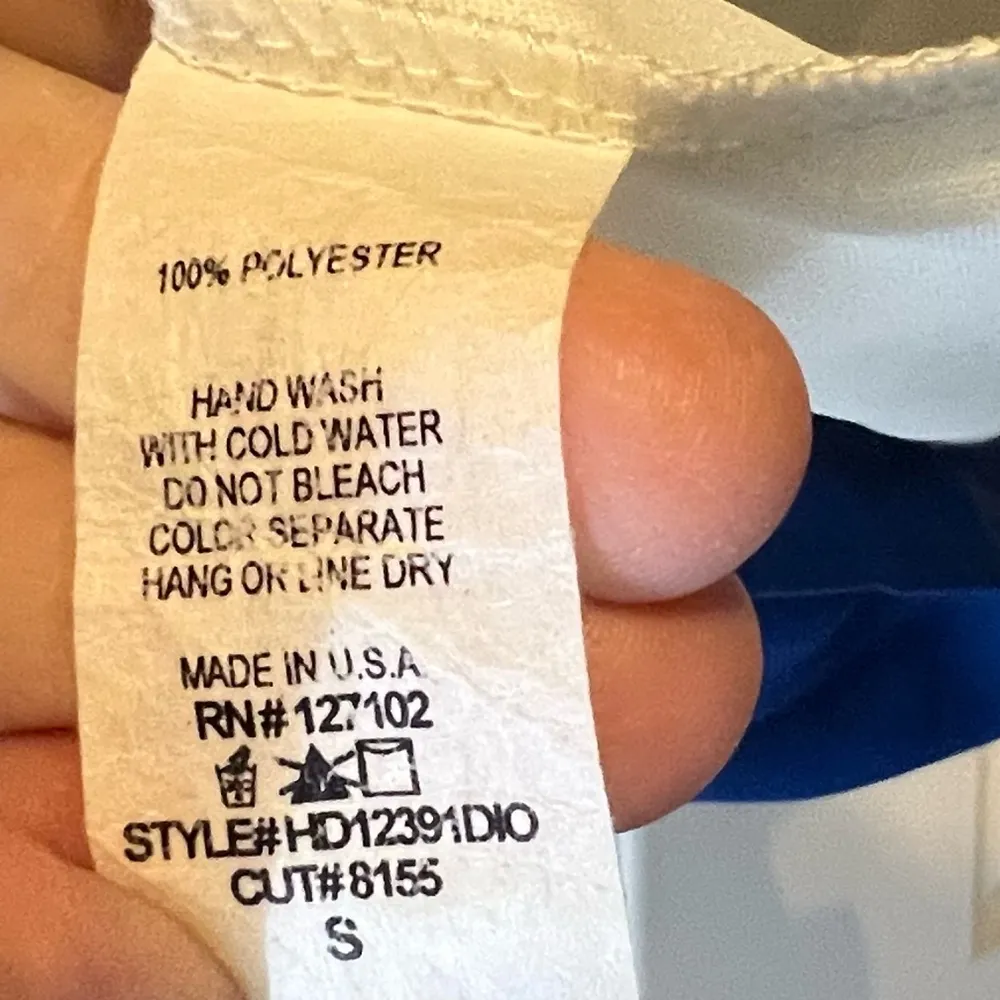 100% POLYESTER
HAND WASH
WITH COLD WATER
DO NOT BLEACH
COLOR SEPARATE
HANG OR LINE DRY
MADE IN U.S.A
RN# 127102
STYLE#HD12391DIO
CUT#8155
S